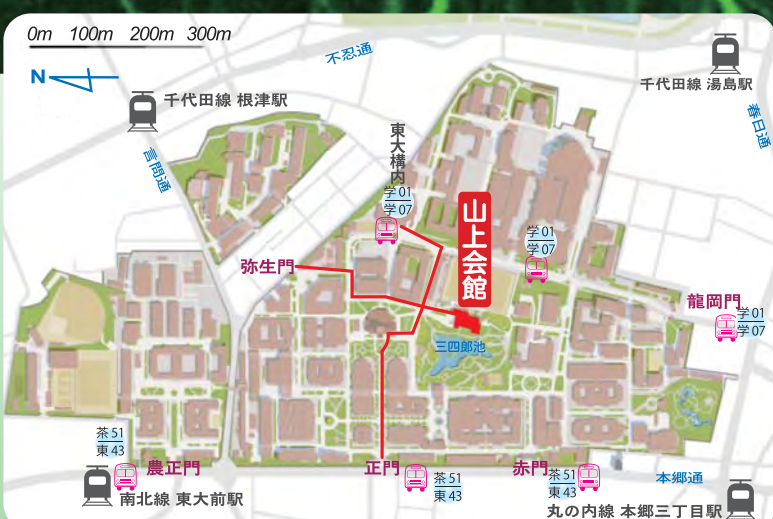 0m 100m 200m 300m
N
不忍通
千代田線 湯島駅
千代田線 根津駅
春日通
言問通
東大構内
学01
学07
山上会館
学01
学07
弥生門
龍岡門
学01
学07
三四郎池
茶51
東43
農正門
正門
茶51
東43
赤門
茶51
東43
本郷通
南北線 東大前駅
丸の内線 本郷三丁目駅